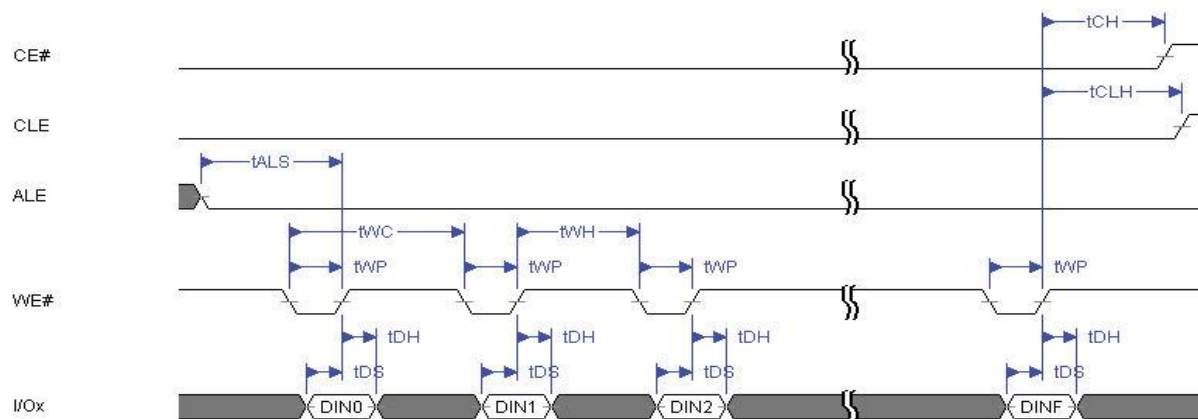 tCH
CE#
tCLH
CLE
tALS
ALE
tWC tWH
tWP tWP tWP tWP
WE#
tDH tDH tDH tDH
tDS tDS tDS tDS
I/Ox DIN0 DIN1 DIN2 DINF